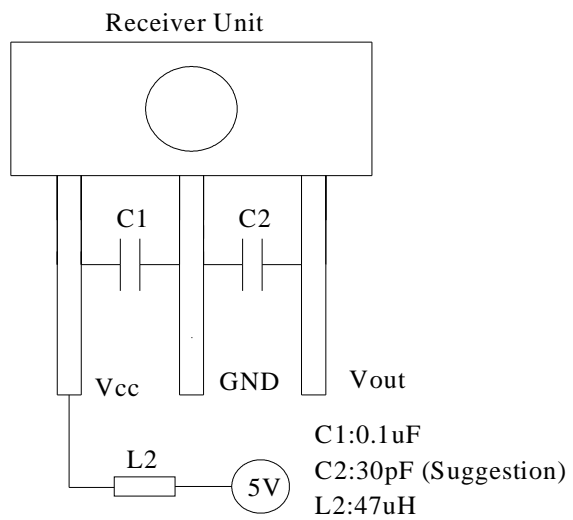 Receiver Unit
C1
C2
Vcc
GND
Vout
L2
5V
C1:0.1uF
C2:30pF (Suggestion)
L2:47uH